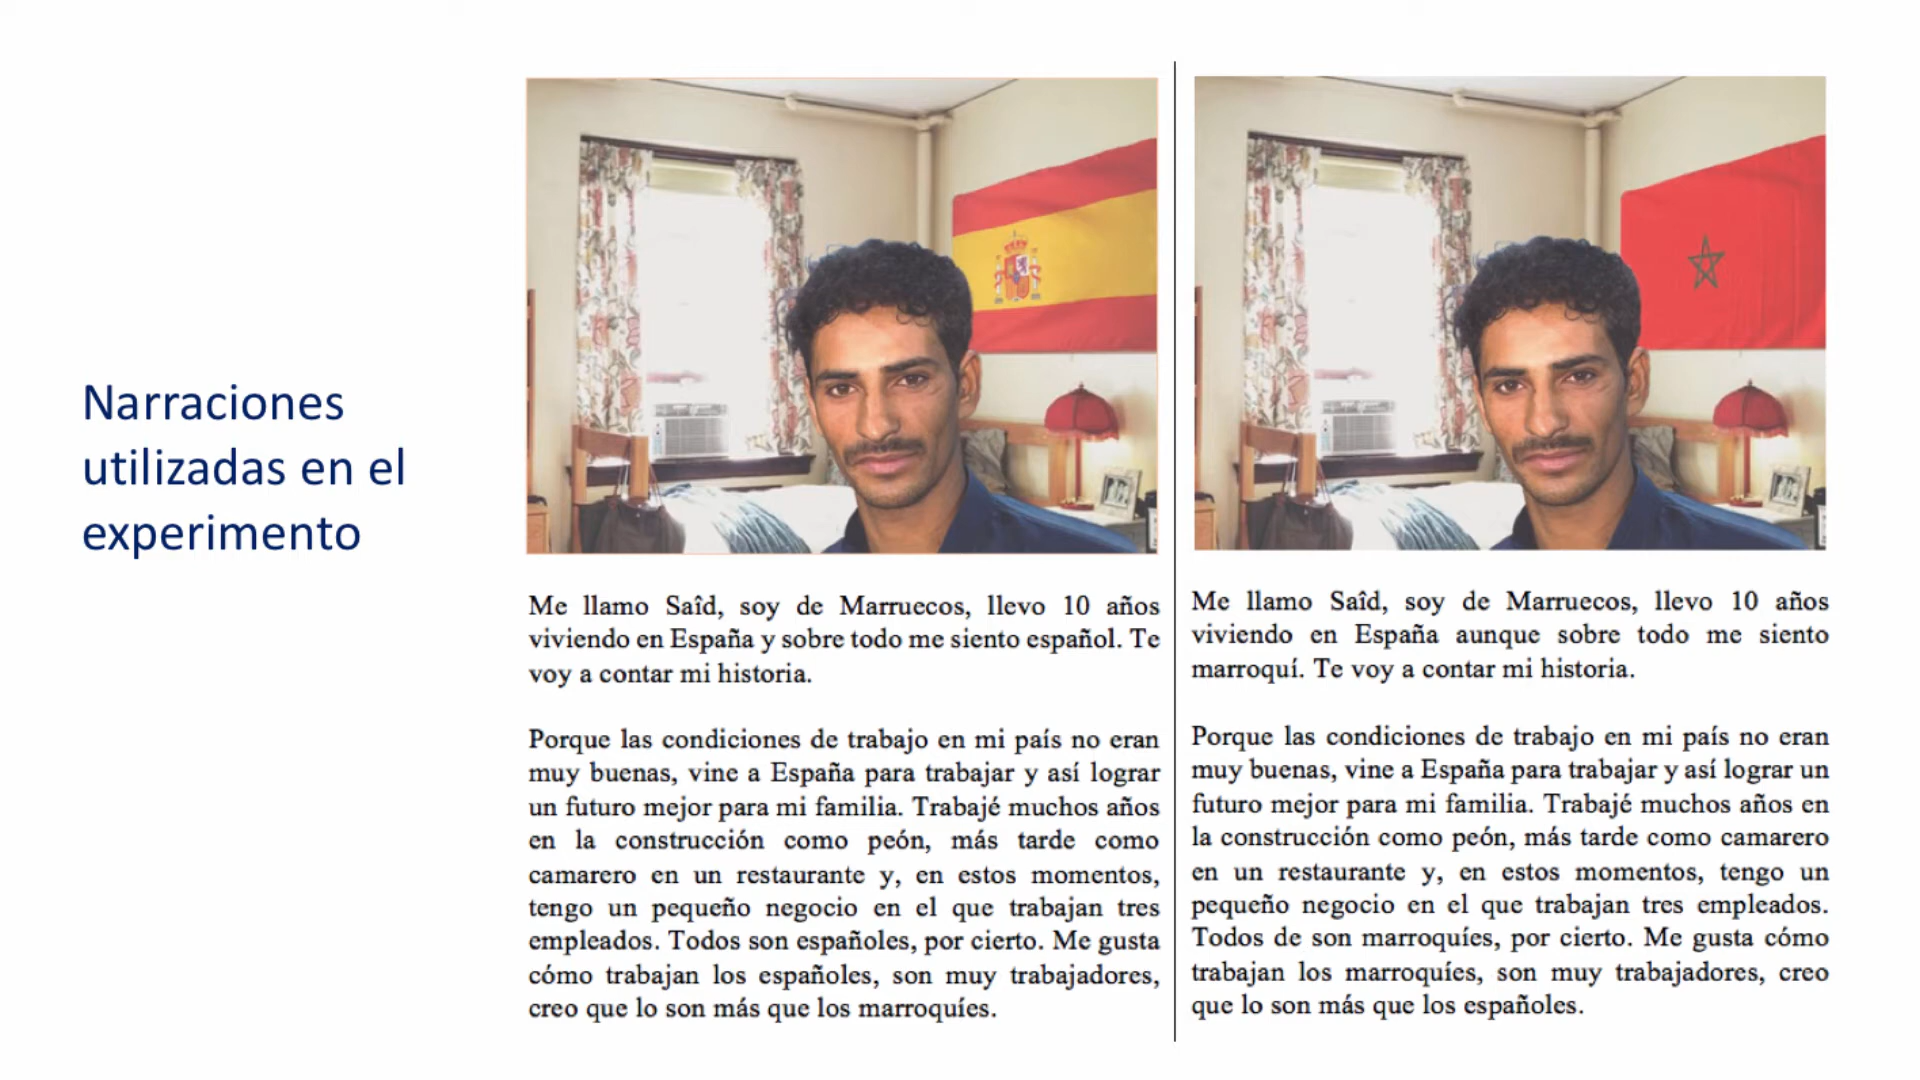 Narraciones
utilizadas en el
experimento
Me llamo Saîd, soy de Marruecos, llevo 10 años
viviendo en España y sobre todo me siento español. Te
voy a contar mi historia.
Porque las condiciones de trabajo en mi país no eran
muy buenas, vine a España para trabajar y así lograr
un futuro mejor para mi familia. Trabajé muchos años
en la construcción como peón, más tarde como
camarero en un restaurante y, en estos momentos,
tengo un pequeño negocio en el que trabajan tres
empleados. Todos son españoles, por cierto. Me gusta
cómo trabajan los españoles, son muy trabajadores,
creo que lo son más que los marroquíes.
Me llamo Saîd, soy de Marruecos, llevo 10 años
viviendo en España aunque sobre todo me siento
marroquí. Te voy a contar mi historia.
Porque las condiciones de trabajo en mi país no eran
muy buenas, vine a España para trabajar y así lograr un
futuro mejor para mi familia. Trabajé muchos años en
la construcción como peón, más tarde como camarero
en un restaurante y, en estos momentos, tengo un
pequeño negocio en el que trabajan tres empleados.
Todos de son marroquíes, por cierto. Me gusta cómo
trabajan los marroquíes, son muy trabajadores, creo
que lo son más que los españoles.